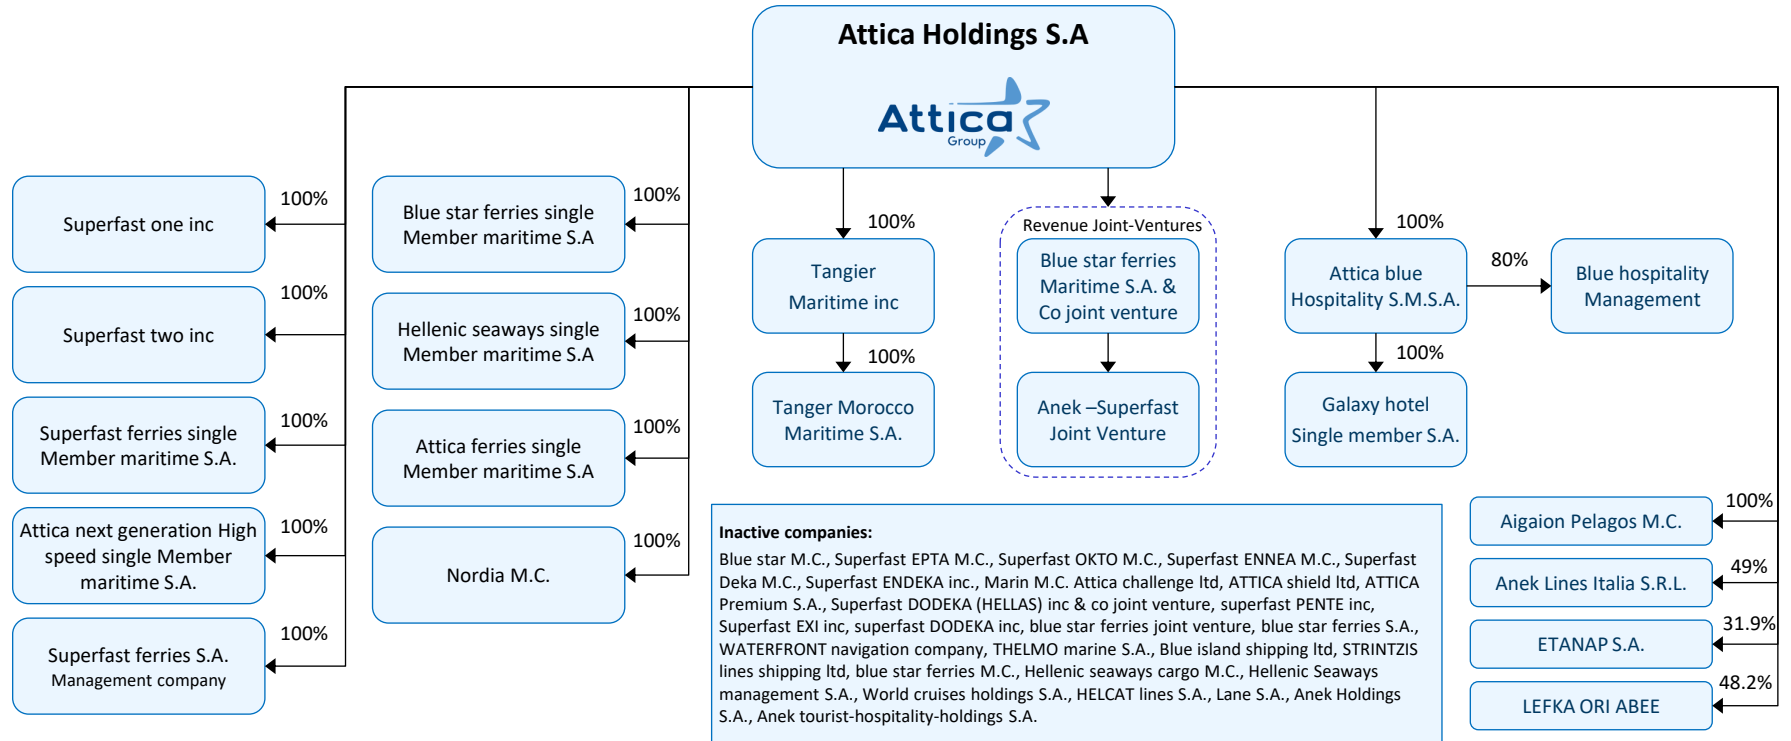 Attica Holdings S.A
Attica
Group
100%
Superfast one inc
100%
Superfast two inc
100%
Superfast ferries single
Member maritime S.A.
100%
Attica next generation High
speed single Member
maritime S.A.
100%
Superfast ferries S.A.
Management company
100%
Blue star ferries single
Member maritime S.A
100%
Hellenic seaways single
Member maritime S.A
100%
Attica ferries single
Member maritime S.A
100%
Nordia M.C.
100%
Tangier
Maritime inc
100%
Tanger Morocco
Maritime S.A.
Revenue Joint-Ventures
Blue star ferries
Maritime S.A. &
Co joint venture
Anek –Superfast
Joint Venture
100%
Attica blue
Hospitality S.M.S.A.
80%
Blue hospitality
Management
100%
Galaxy hotel
Single member S.A.
100%
Aigaion Pelagos M.C.
49%
Anek Lines Italia S.R.L.
31.9%
ETANAP S.A.
48.2%
LEFKA ORI ABEE
Inactive companies:
Blue star M.C., Superfast EPTA M.C., Superfast OKTO M.C., Superfast ENNEA M.C., Superfast
Deka M.C., Superfast ENDEKA inc., Marin M.C. Attica challenge ltd, ATTICA shield ltd, ATTICA
Premium S.A., Superfast DODEKA (HELLAS) inc & co joint venture, superfast PENTE inc,
Superfast EXI inc, superfast DODEKA inc, blue star ferries joint venture, blue star ferries S.A.,
WATERFRONT navigation company, THELMO marine S.A., Blue island shipping ltd, STRINTZIS
lines shipping ltd, blue star ferries M.C., Hellenic seaways cargo M.C., Hellenic Seaways
management S.A., World cruises holdings S.A., HELCAT lines S.A., Lane S.A., Anek Holdings
S.A., Anek tourist-hospitality-holdings S.A.